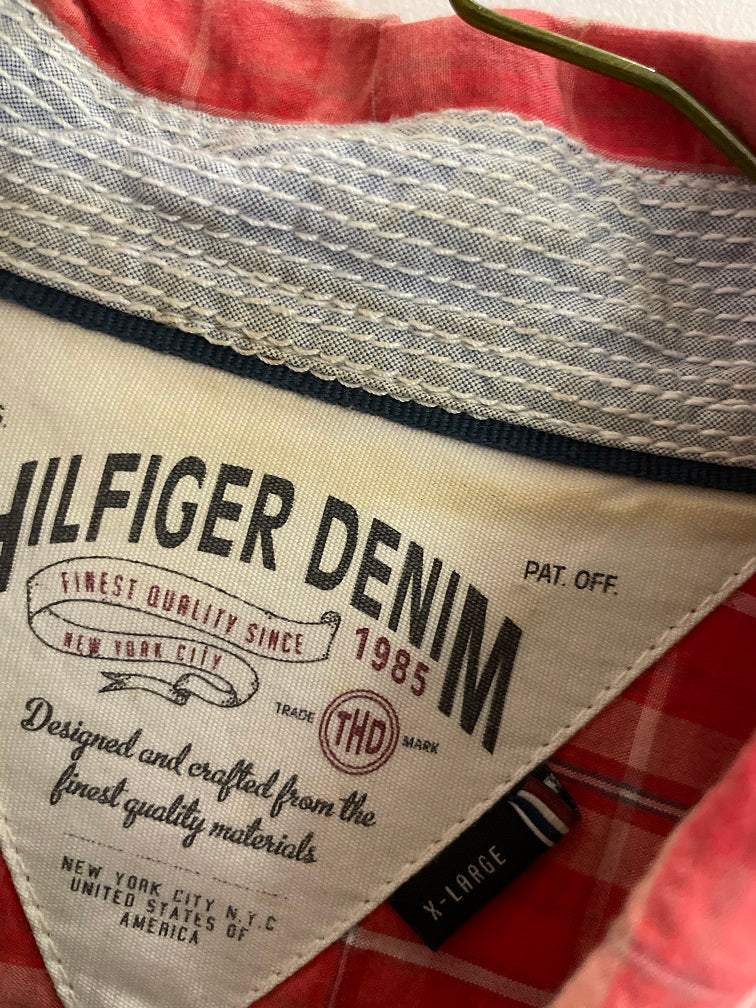 HILFIGER DENIM
PAT. OFF.
FINEST QUALITY SINCE
1985
NEW YORK CITY
TRADE THD MARK
Designed and crafted from the
finest quality materials
NEW YORK CITY N.Y.C
UNITED STATES OF
AMERICA
X-LARGE